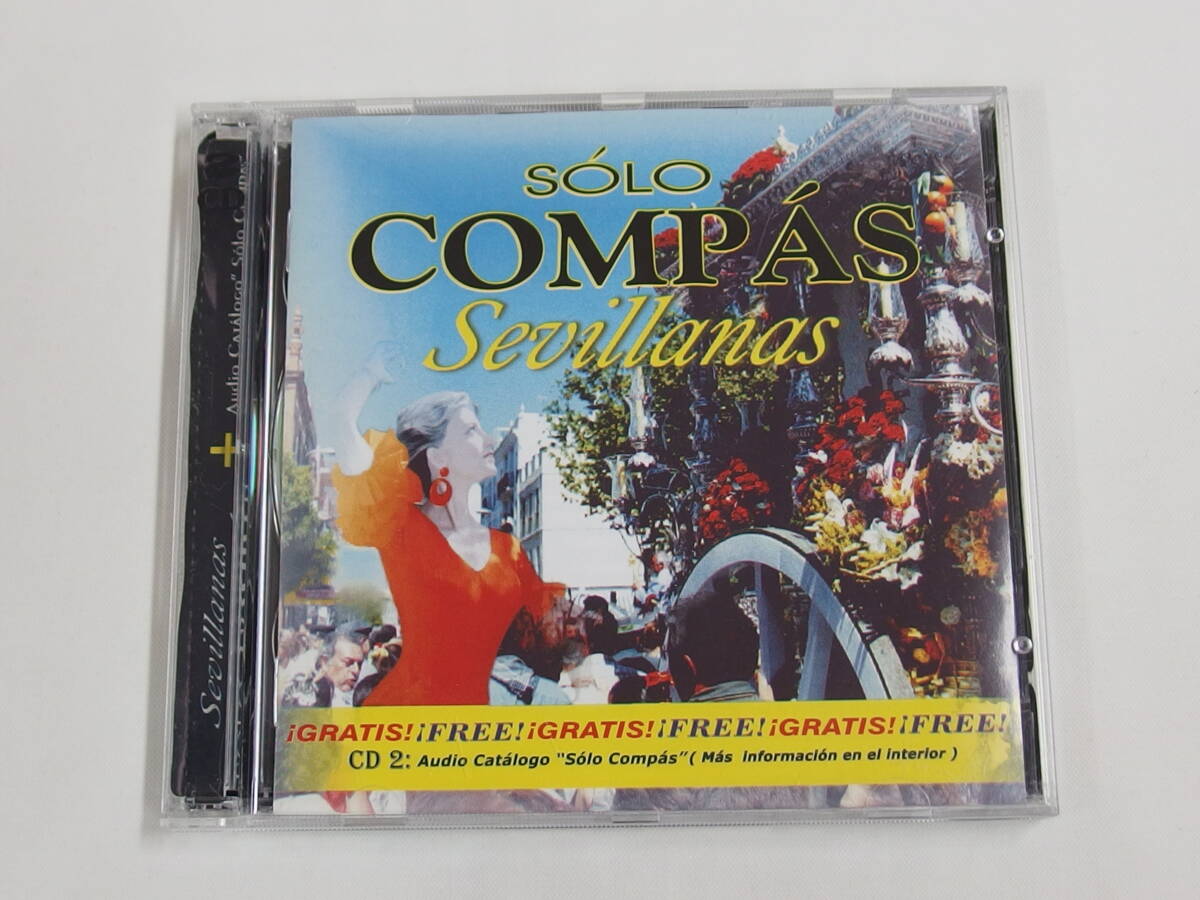 SÓLO
COMPÁS
Sevillanas
¡GRATIS! ¡FREE! ¡GRATIS! ¡FREE! ¡GRATIS! ¡FREE!
CD 2: Audio Catálogo "Sólo Compás" ( Más información en el interior )
Sevillanas
+
Audio Catálogo" Sólo